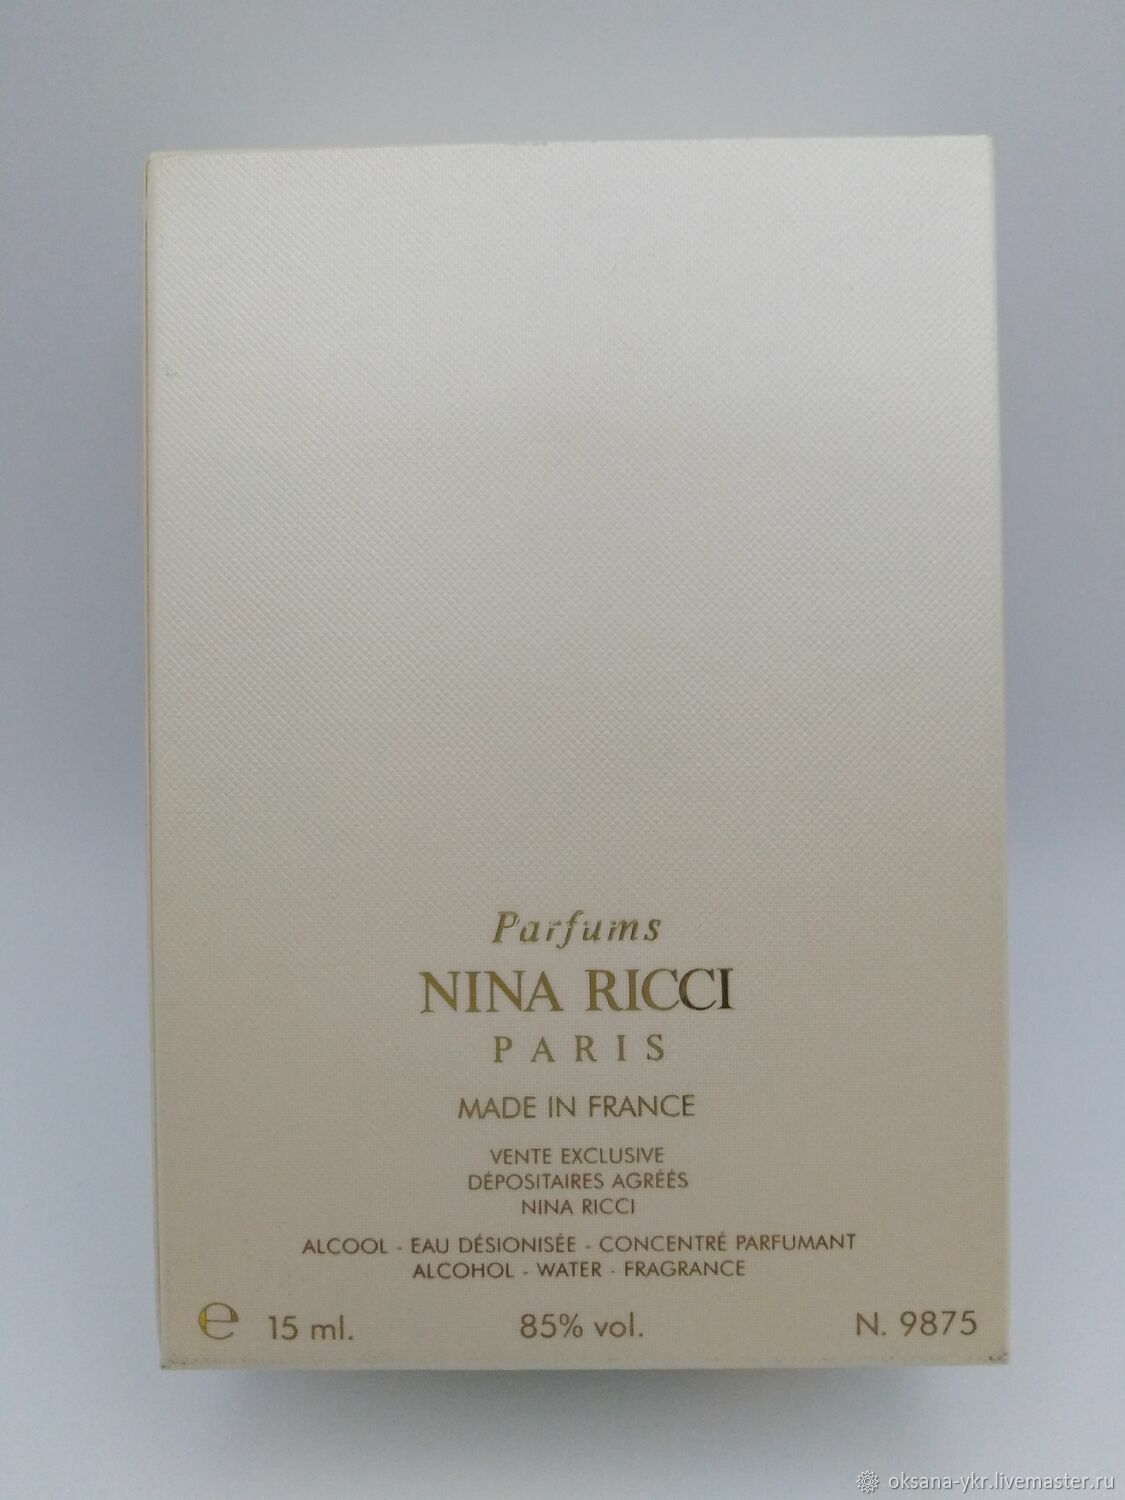 Parfums
NINA RICCI
PARIS
MADE IN FRANCE
VENTE EXCLUSIVE
DÉPOSITAIRES AGRÉÉS
NINA RICCI
ALCOOL - EAU DÉSIONISÉE - CONCENTRÉ PARFUMANT
ALCOHOL - WATER - FRAGRANCE
℮ 15 ml. 85% vol. N. 9875
oksana-ykr.livemaster.ru